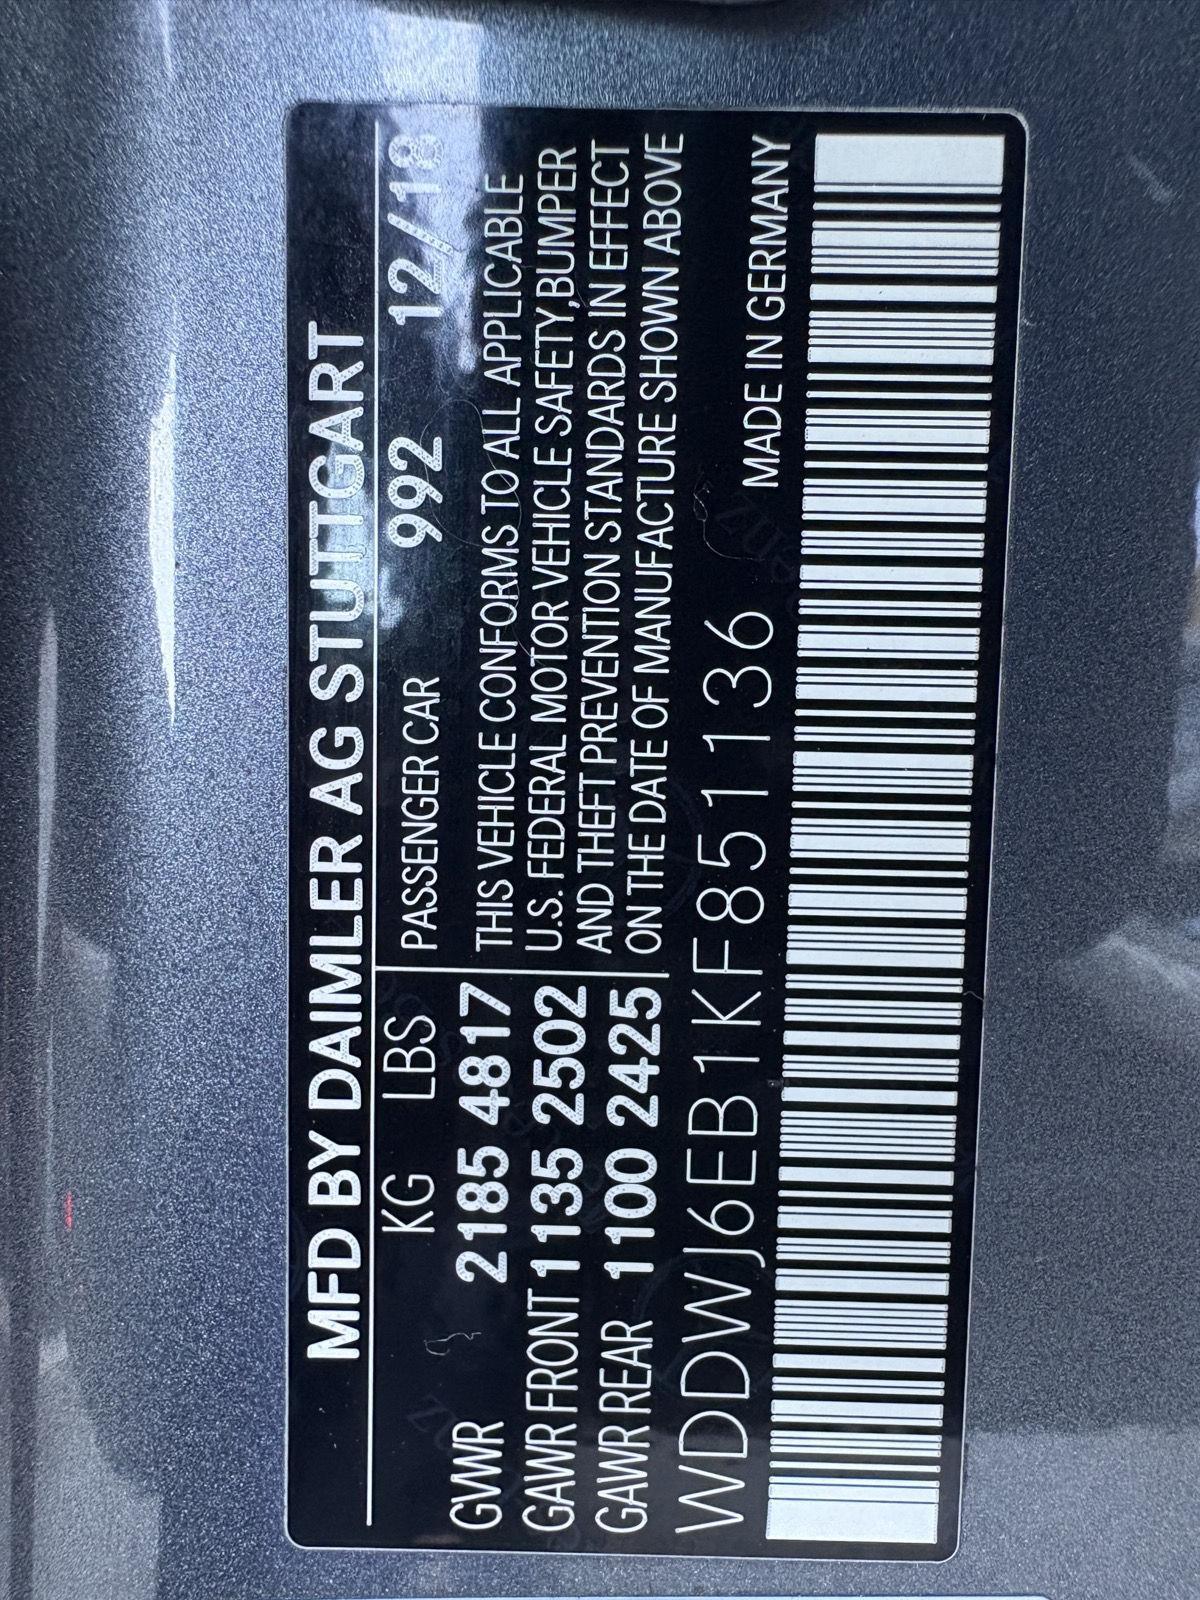 MFD BY DAIMLER AG STUTTGART
KG LBS PASSENGER CAR 992 12/18
GVWR 2185 4817 THIS VEHICLE CONFORMS TO ALL APPLICABLE
U.S. FEDERAL MOTOR VEHICLE SAFETY,BUMPER
GAWR FRONT 1135 2502 AND THEFT PREVENTION STANDARDS IN EFFECT
GAWR REAR 1100 2425 ON THE DATE OF MANUFACTURE SHOWN ABOVE
WDDWJ6EB1KF851136 MADE IN GERMANY